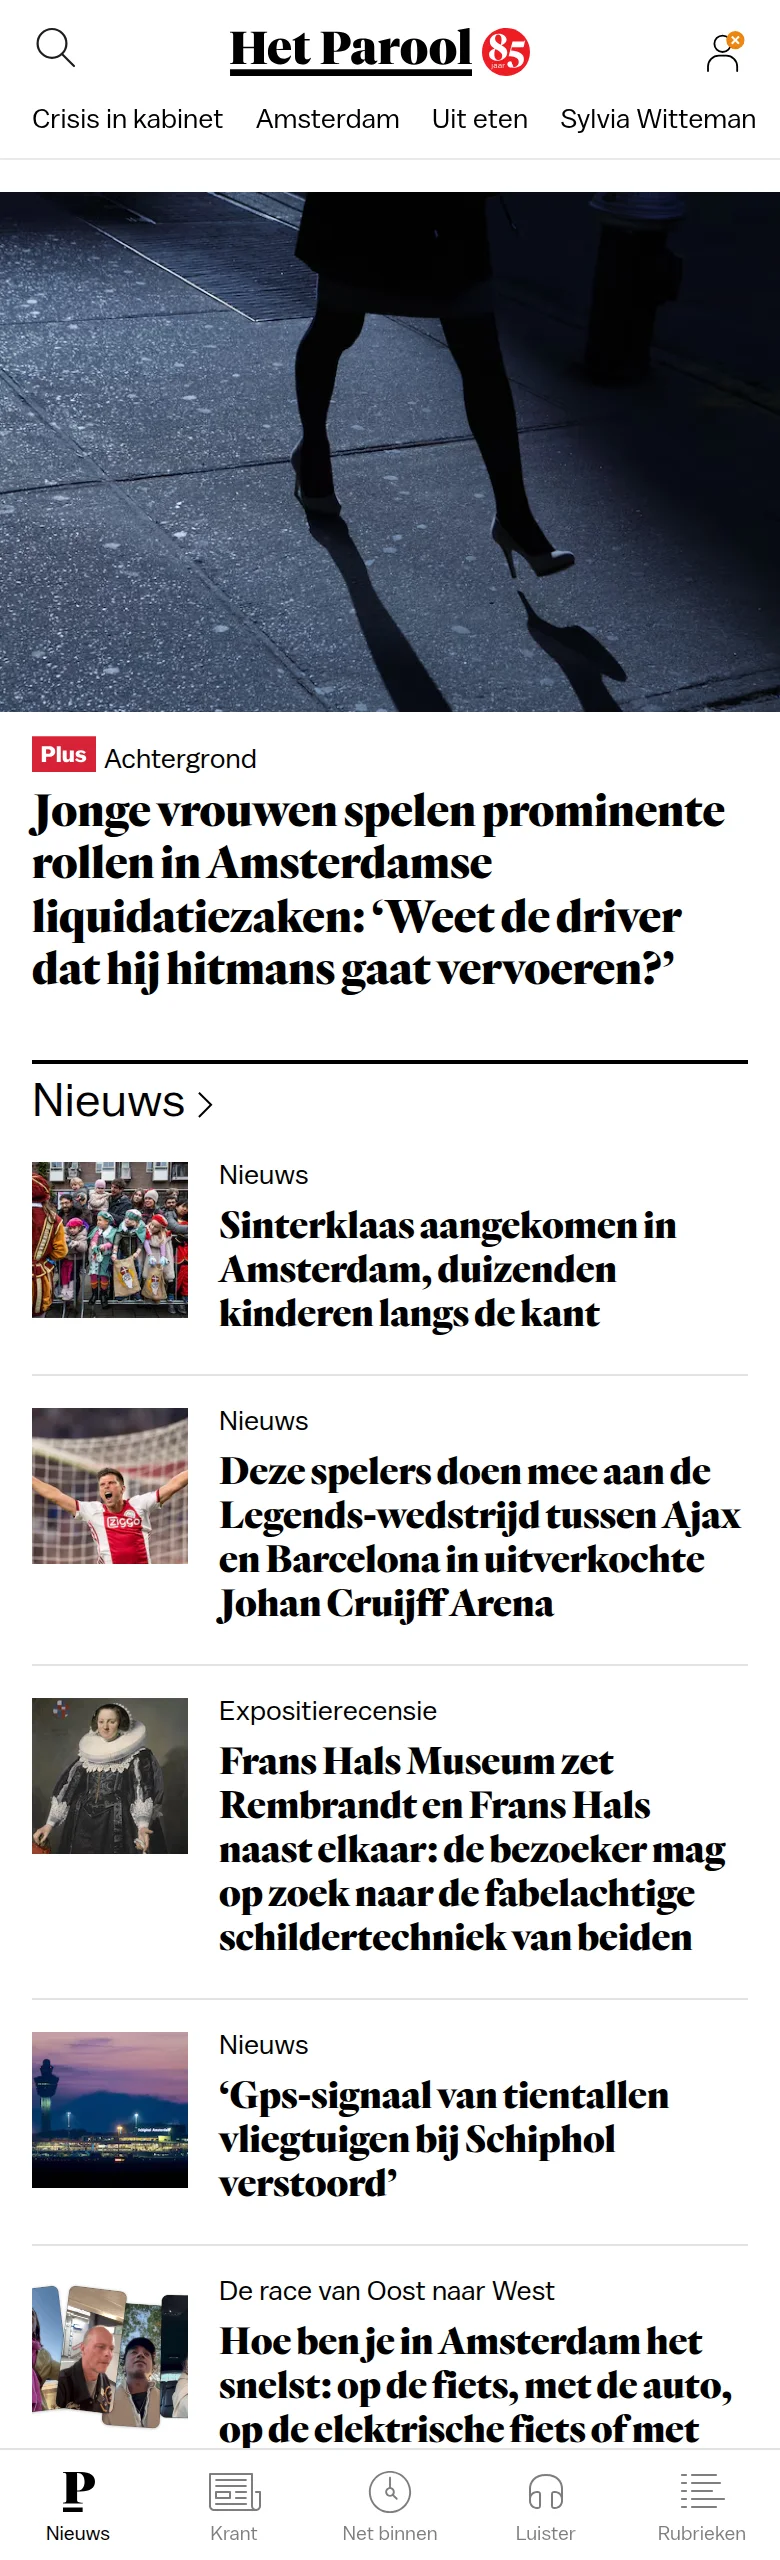 Het Parool 85 jaar
Crisis in kabinet Amsterdam Uit eten Sylvia Witteman
Plus Achtergrond
Jonge vrouwen spelen prominente
rollen in Amsterdamse
liquidatiezaken: ‘Weet de driver
dat hij hitmans gaat vervoeren?’
Nieuws
Nieuws
Sinterklaas aangekomen in
Amsterdam, duizenden
kinderen langs de kant
Nieuws
Deze spelers doen mee aan de
Legends-wedstrijd tussen Ajax
en Barcelona in uitverkochte
Johan Cruijff Arena
Ziggo
Expositierecensie
Frans Hals Museum zet
Rembrandt en Frans Hals
naast elkaar: de bezoeker mag
op zoek naar de fabelachtige
schildertechniek van beiden
Nieuws
‘Gps-signaal van tientallen
vliegtuigen bij Schiphol
verstoord’
De race van Oost naar West
Hoe ben je in Amsterdam het
snelst: op de fiets, met de auto,
op de elektrische fiets of met
P
Nieuws Krant Net binnen Luister Rubrieken